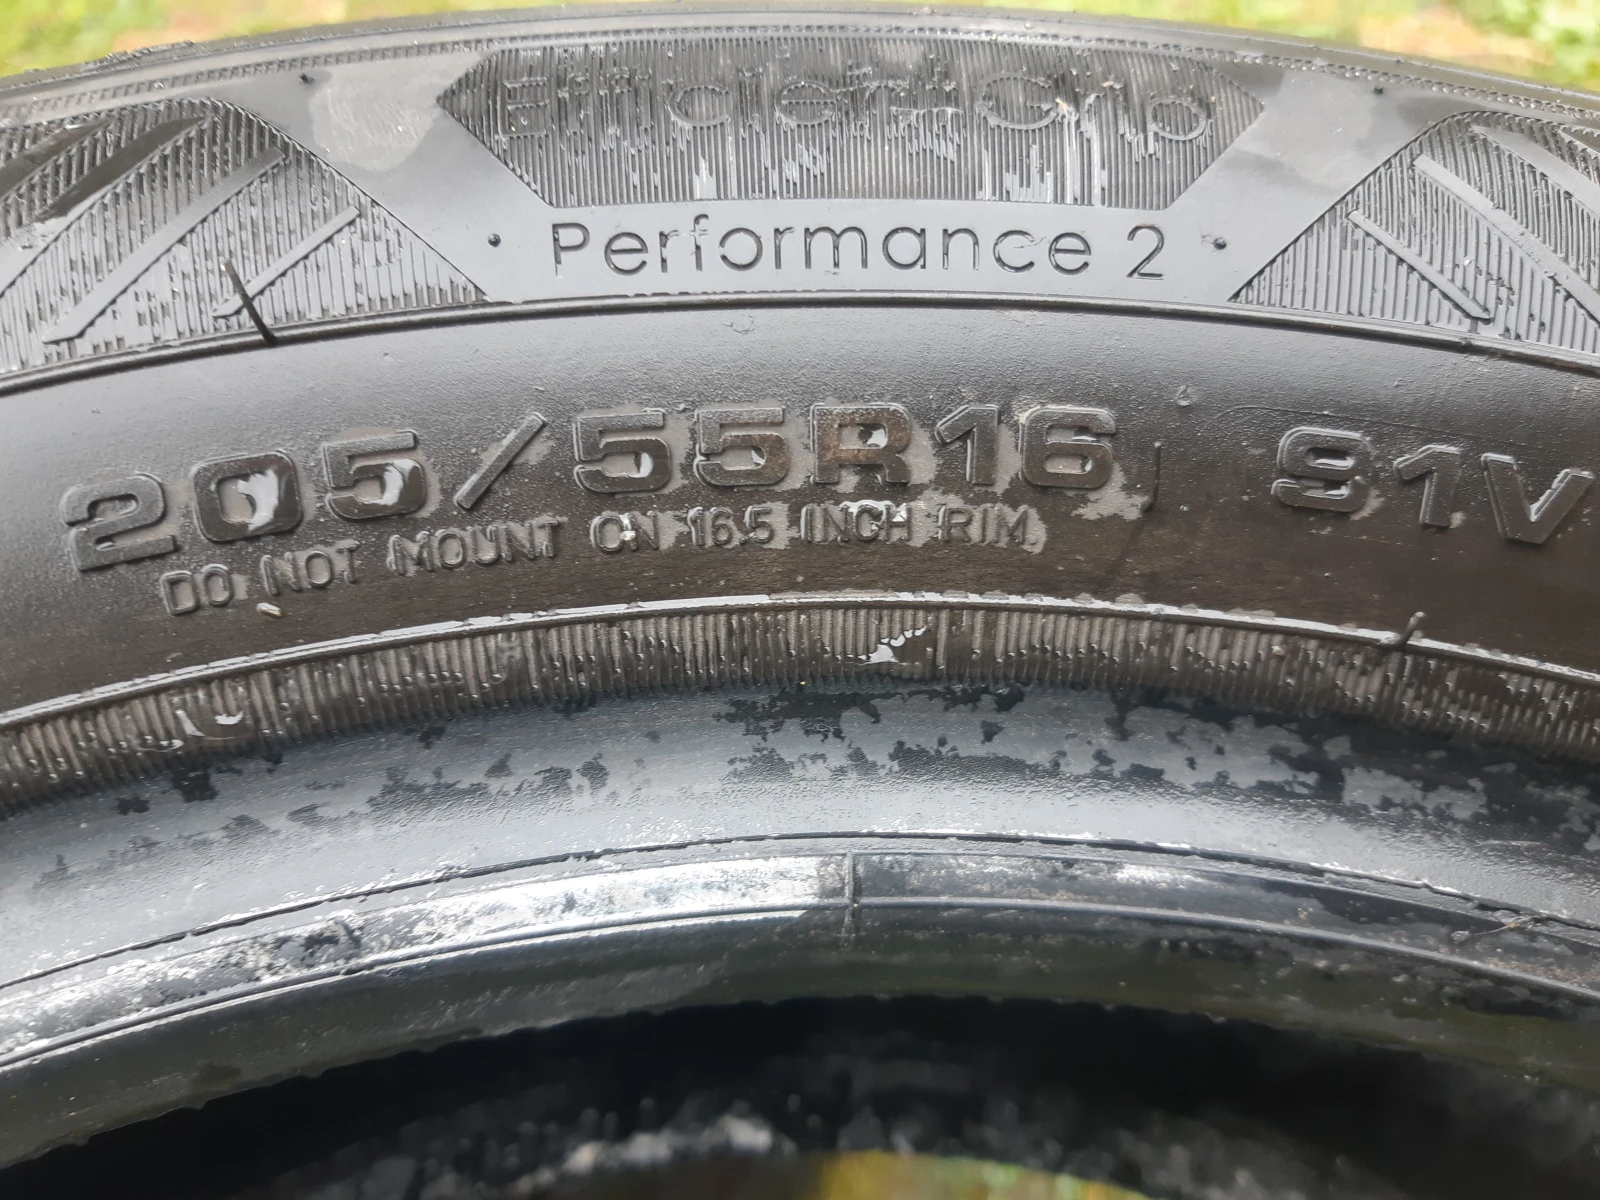 EfficientGrip
Performance 2
205/55R16 91V
DO NOT MOUNT ON 16.5 INCH RIM